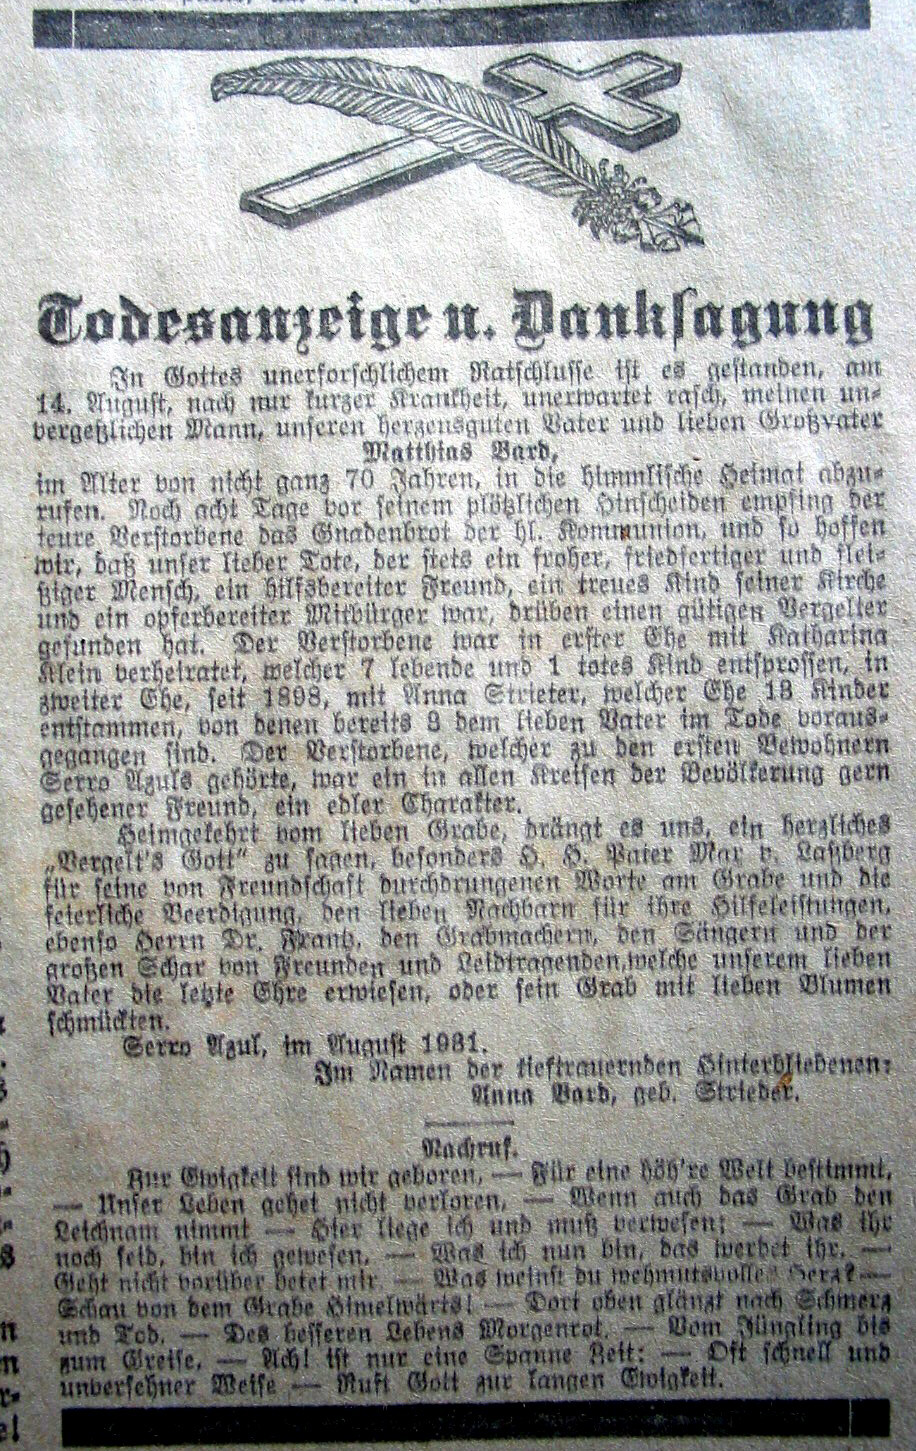 Todesanzeige u. Danksagung
In Gottes unerforschlichem Ratschlusse ist es gestanden, am
14. August, nach nur kurzer Krankheit, unerwartet rasch, meinen un-
vergeßlichen Mann, unseren herzensguten Vater und lieben Großvater
Matthias Bard,
im Alter von nicht ganz 70 Jahren, in die himmlische Heimat abzu-
rufen. Noch acht Tage vor seinem plötzlichen Hinscheiden empfing der
teure Verstorbene das Gnadenbrot der hl. Kommunion, und so hoffen
wir, daß unser lieber Tote, der stets ein froher, friedfertiger und flei-
ßiger Mensch, ein hilfsbereiter Freund, ein treues Kind seiner Kirche
und ein opferbereiter Mitbürger war, drüben einen gütigen Vergelter
gefunden hat. Der Verstorbene war in erster Ehe mit Katharina
Klein verheiratet, welcher 7 lebende und 1 totes Kind entsprossen, in
zweiter Ehe, seit 1898, mit Anna Strieter, welcher Ehe 13 Kinder
entstammen, von denen bereits 3 dem lieben Vater im Tode voraus-
gegangen sind. Der Verstorbene, welcher zu den ersten Bewohnern
Serro Azuls gehörte, war ein in allen Kreisen der Bevölkerung gern
gesehener Freund, ein edler Charakter.
Heimgekehrt vom lieben Grabe, drängt es uns, ein herzliches
„Vergelt's Gott" zu sagen, besonders H. H. Pater Max v. Laßberg
für seine von Freundschaft durchdrungenen Worte am Grabe und die
feierliche Beerdigung, den lieben Nachbarn für ihre Hilfeleistungen,
ebenso Herrn Dr. Frantz, den Grabmachern, den Sängern und der
großen Schar von Freunden und Leidtragenden, welche unserem lieben
Vater die letzte Ehre erwiesen, oder sein Grab mit lieben Blumen
schmückten.
Serro Azul, im August 1931.
Im Namen der tieftrauernden Hinterbliebenen:
Anna Bard, geb. Strieder.
Nachruf.
Zur Ewigkeit sind wir geboren, — Für eine höh're Welt bestimmt,
— Unser Leben gehet nicht verloren, — Wenn auch das Grab den
Leichnam nimmt — Hier liege ich und muß verwesen; — Was ihr
noch seid, bin ich gewesen, — Was ich nun bin, das werdet ihr. —
Geht nicht vorüber betet mir. — Was weinst du wehmutsvolles Herz? —
Schau von dem Grabe Himelwärts! — Dort oben glänzt nach Schmerz
und Tod. — Des besseren Lebens Morgenrot. — Vom Jüngling bis
zum Greise, — Ach! ist nur eine Spanne Zeit; — Oft schnell und
unversehner Weise — Ruft Gott zur langen Ewigkeit.